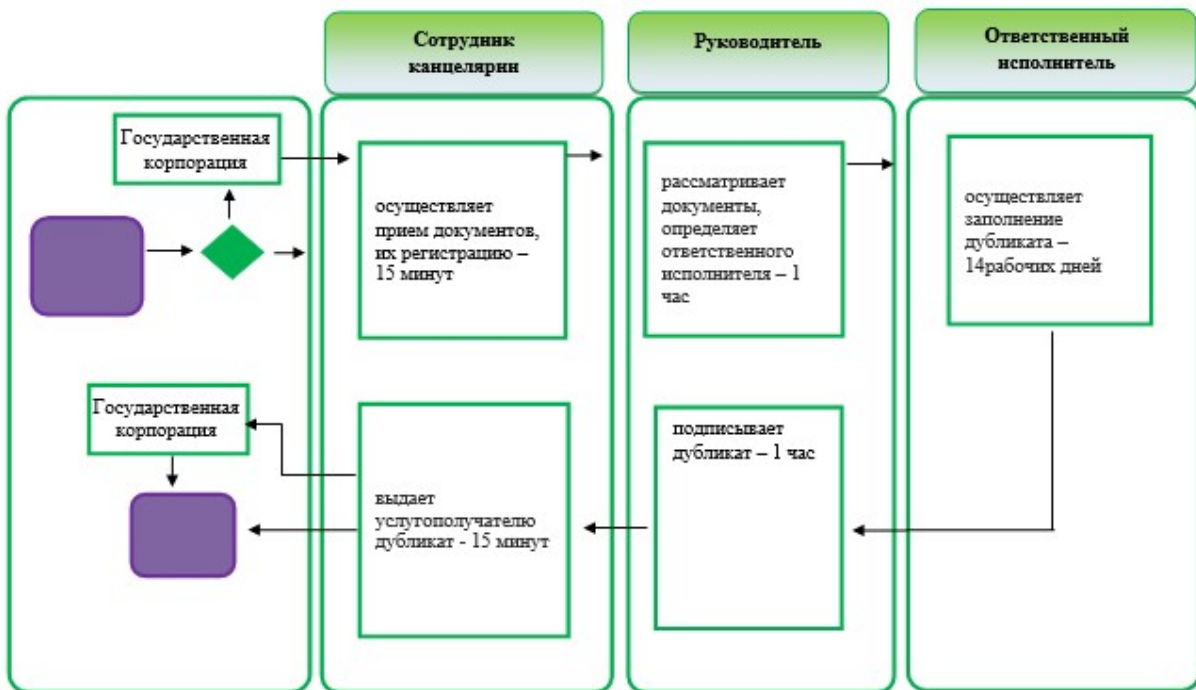 Сотрудник
канцелярии
Руководитель
Ответственный
исполнитель
Государственная
корпорация
осуществляет
прием документов,
их регистрацию –
15 минут
рассматривает
документы,
определяет
ответственного
исполнителя – 1
час
осуществляет
заполнение
дубликата –
14рабочих дней
Государственная
корпорация
выдает
услугополучателю
дубликат - 15 минут
подписывает
дубликат – 1 час